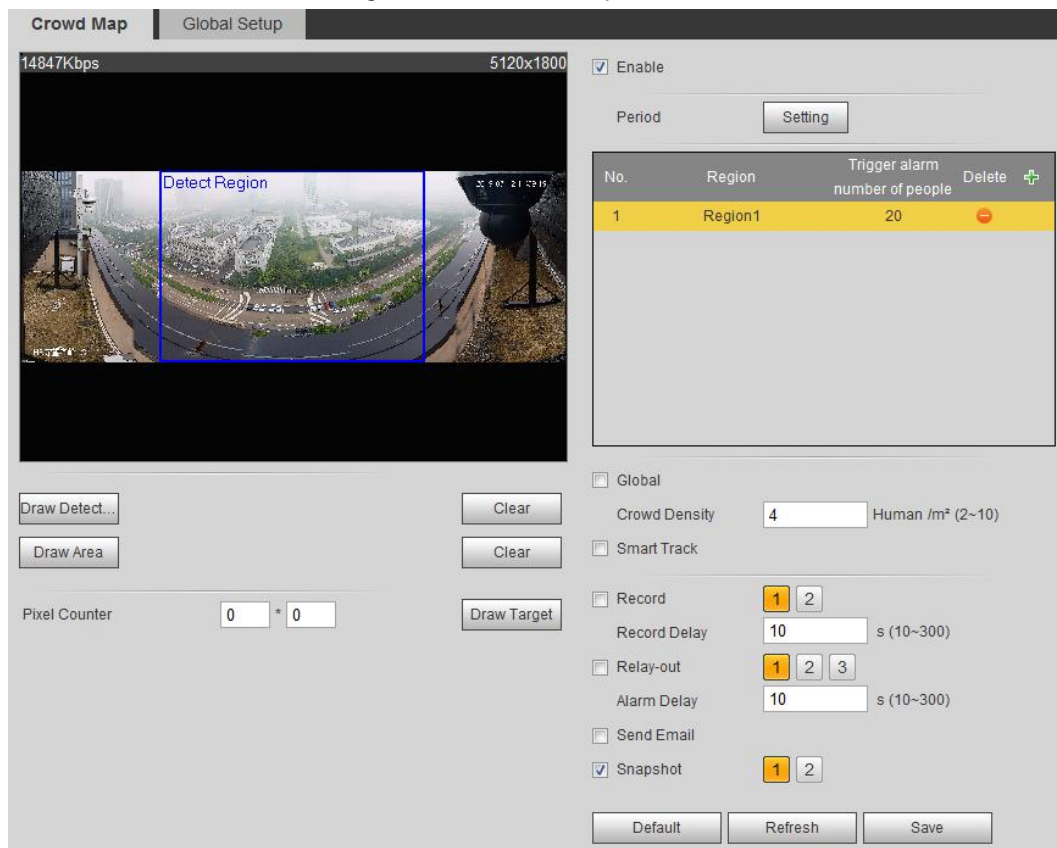 Crowd Map Global Setup
14847Kbps 5120x1800
Detect Region
Draw Detect... Clear
Draw Area Clear
Pixel Counter 0 * 0 Draw Target
Enable
Period Setting
No. Region Trigger alarm number of people Delete
1 Region1 20
Global
Crowd Density 4 Human /m² (2~10)
Smart Track
Record 1 2
Record Delay 10 s (10~300)
Relay-out 1 2 3
Alarm Delay 10 s (10~300)
Send Email
Snapshot 1 2
Default Refresh Save